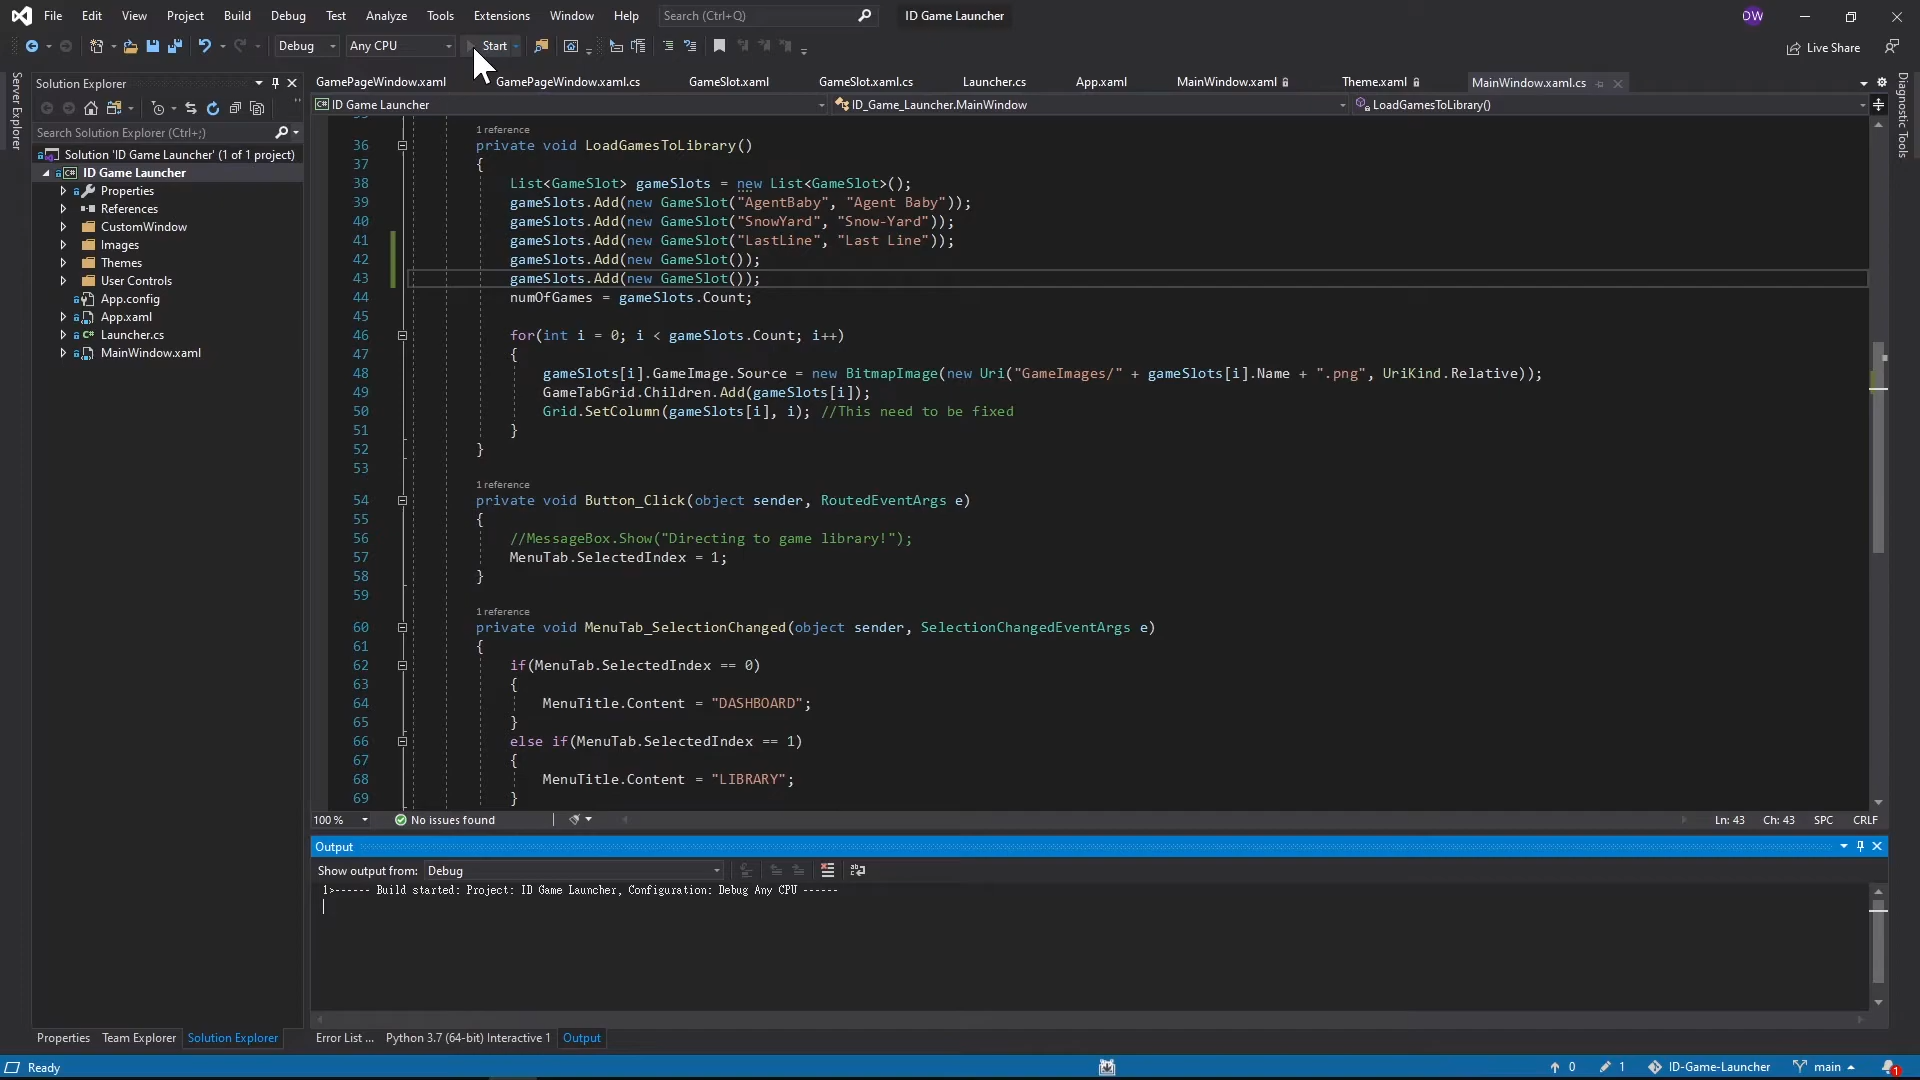 File Edit View Project Build Debug Test Analyze Tools Extensions Window Help Search (Ctrl+Q) ID Game Launcher DW
Debug Any CPU Start Live Share
Server Explorer
Solution Explorer
Search Solution Explorer (Ctrl+;)
Solution 'ID Game Launcher' (1 of 1 project)
ID Game Launcher
Properties
References
CustomWindow
Images
Themes
User Controls
App.config
App.xaml
Launcher.cs
MainWindow.xaml
Properties Team Explorer Solution Explorer
GamePageWindow.xaml GamePageWindow.xaml.cs GameSlot.xaml GameSlot.xaml.cs Launcher.cs App.xaml MainWindow.xaml Theme.xaml MainWindow.xaml.cs
ID Game Launcher ID_Game_Launcher.MainWindow LoadGamesToLibrary()
1 reference
36 private void LoadGamesToLibrary()
37 {
38 List<GameSlot> gameSlots = new List<GameSlot>();
39 gameSlots.Add(new GameSlot("AgentBaby", "Agent Baby"));
40 gameSlots.Add(new GameSlot("SnowYard", "Snow-Yard"));
41 gameSlots.Add(new GameSlot("LastLine", "Last Line"));
42 gameSlots.Add(new GameSlot());
43 gameSlots.Add(new GameSlot());
44 numOfGames = gameSlots.Count;
45
46 for(int i = 0; i < gameSlots.Count; i++)
47 {
48 gameSlots[i].GameImage.Source = new BitmapImage(new Uri("GameImages/" + gameSlots[i].Name + ".png", UriKind.Relative));
49 GameTabGrid.Children.Add(gameSlots[i]);
50 Grid.SetColumn(gameSlots[i], i); //This need to be fixed
51 }
52 }
53
1 reference
54 private void Button_Click(object sender, RoutedEventArgs e)
55 {
56 //MessageBox.Show("Directing to game library!");
57 MenuTab.SelectedIndex = 1;
58 }
59
1 reference
60 private void MenuTab_SelectionChanged(object sender, SelectionChangedEventArgs e)
61 {
62 if(MenuTab.SelectedIndex == 0)
63 {
64 MenuTitle.Content = "DASHBOARD";
65 }
66 else if(MenuTab.SelectedIndex == 1)
67 {
68 MenuTitle.Content = "LIBRARY";
69 }
100 % No issues found Ln: 43 Ch: 43 SPC CRLF
Output
Show output from: Debug
1>------ Build started: Project: ID Game Launcher, Configuration: Debug Any CPU ------
Error List ... Python 3.7 (64-bit) Interactive 1 Output
Diagnostic Tools
Ready 0 1 ID-Game-Launcher main 1